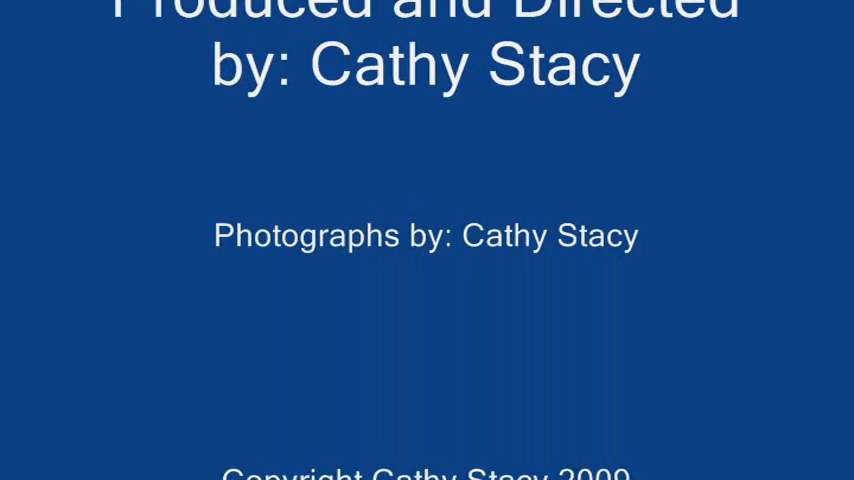 Produced and Directed
by: Cathy Stacy
Photographs by: Cathy Stacy
Copyright Cathy Stacy 2009